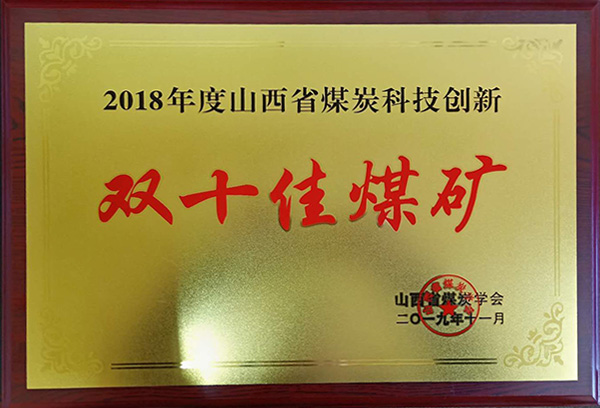 2018年度山西省煤炭科技创新
双十佳煤矿
山西省煤炭学会
二〇一九年十一月